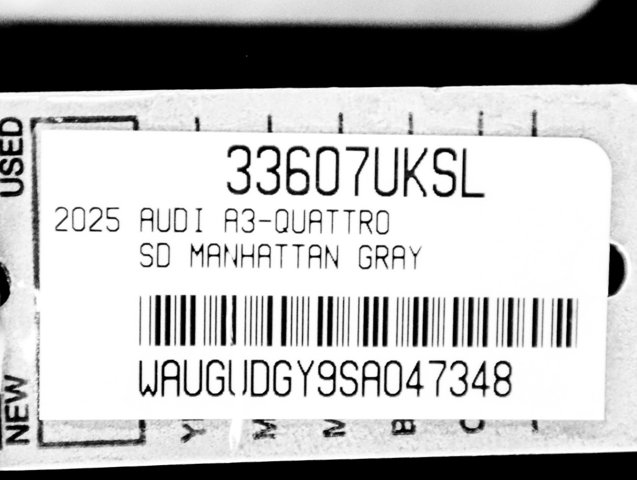 USED
33607UKSL
2025 AUDI A3-QUATTRO
SD MANHATTAN GRAY
WAUGUDGY9SA047348
NEW